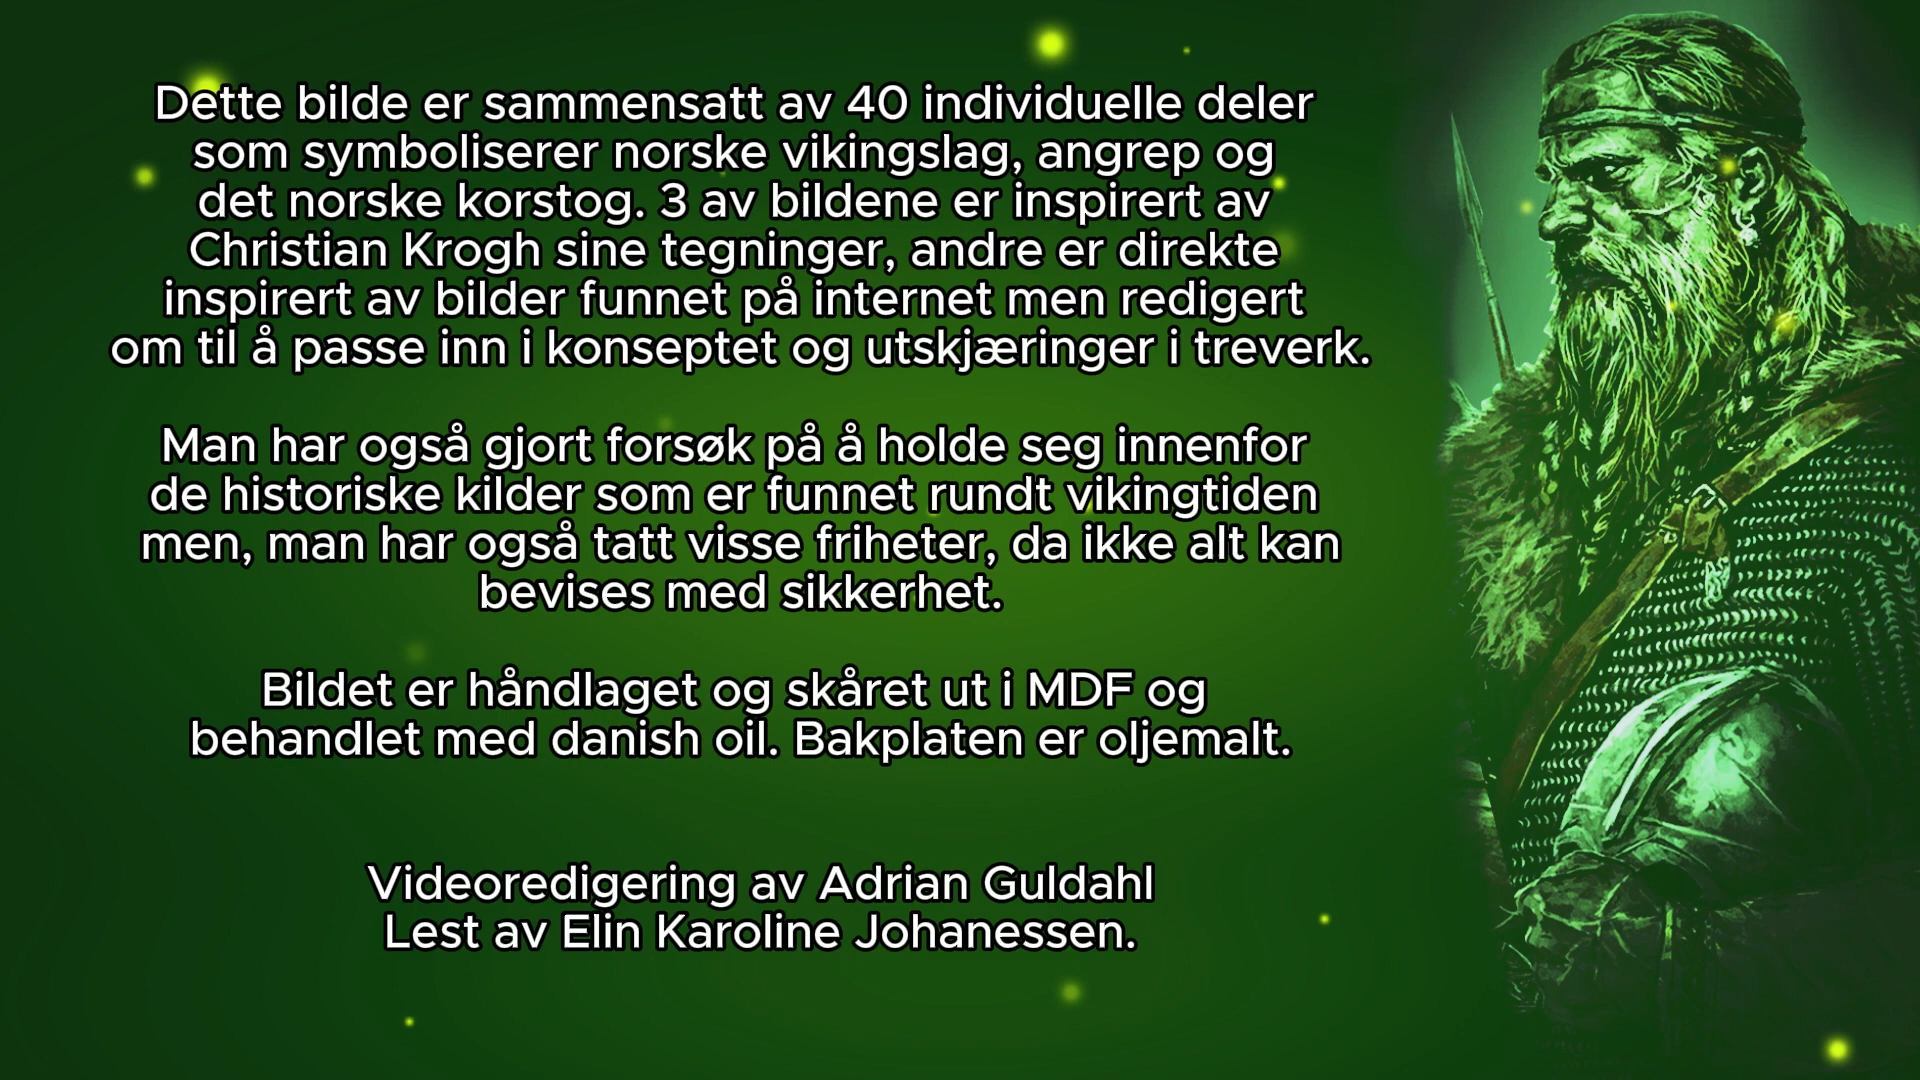 Dette bilde er sammensatt av 40 individuelle deler
som symboliserer norske vikingslag, angrep og
det norske korstog. 3 av bildene er inspirert av
Christian Krogh sine tegninger, andre er direkte
inspirert av bilder funnet på internet men redigert
om til å passe inn i konseptet og utskjæringer i treverk.
Man har også gjort forsøk på å holde seg innenfor
de historiske kilder som er funnet rundt vikingtiden
men, man har også tatt visse friheter, da ikke alt kan
bevises med sikkerhet.
Bildet er håndlaget og skåret ut i MDF og
behandlet med danish oil. Bakplaten er oljemalt.
Videoredigering av Adrian Guldahl
Lest av Elin Karoline Johanessen.